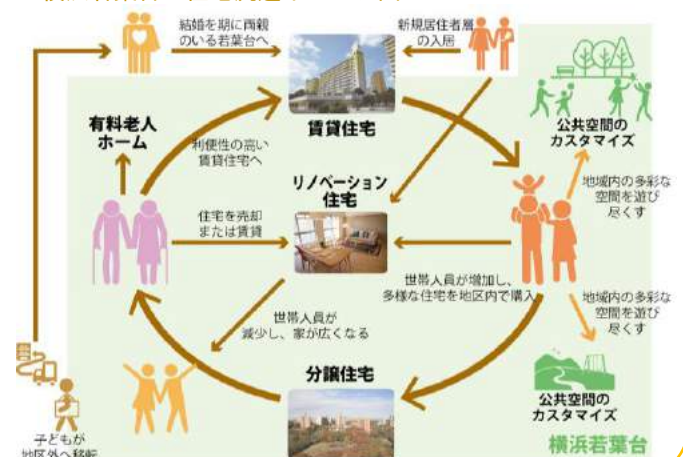 結婚を期に両親
のいる若葉台へ
新規居住者層
の入居
有料老人
ホーム
利便性の高い
賃貸住宅へ
賃貸住宅
公共空間の
カスタマイズ
リノベーション
住宅
地域内の多彩な
空間を遊び
尽くす
住宅を売却
または賃貸
世帯人員が増加し、
多様な住宅を地区内で購入
地域内の多彩な
空間を遊び
尽くす
世帯人員が
減少し、家が広くなる
分譲住宅
公共空間の
カスタマイズ
子どもが
地区外へ移転
横浜若葉台